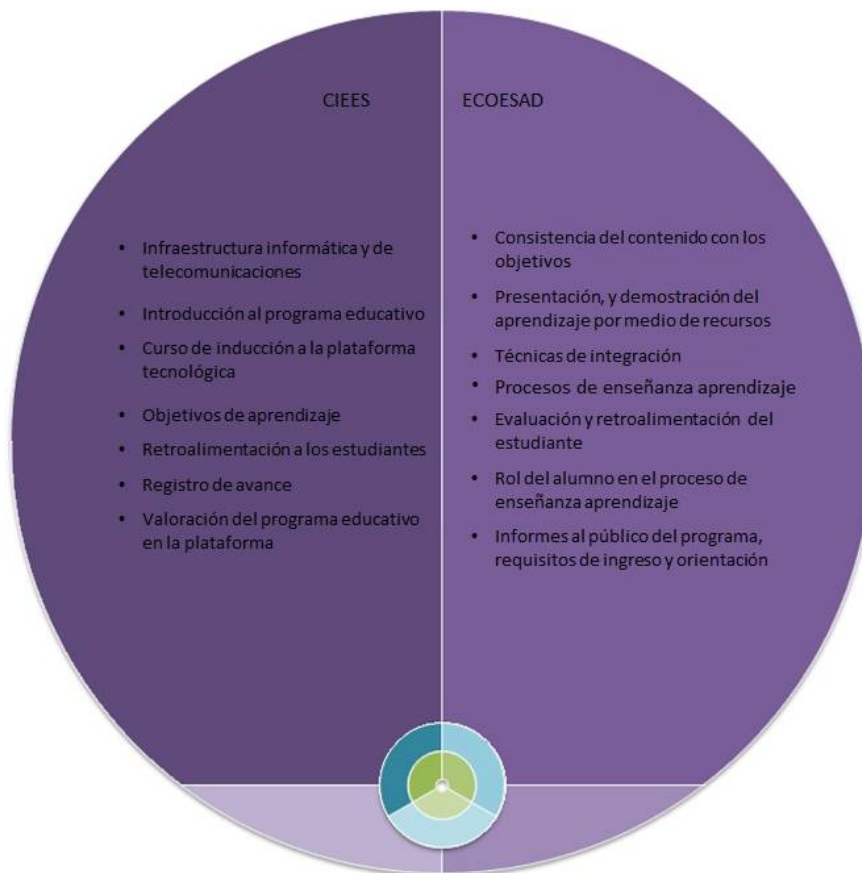 CIEES
• Infraestructura informática y de
telecomunicaciones
• Introducción al programa educativo
• Curso de inducción a la plataforma
tecnológica
• Objetivos de aprendizaje
• Retroalimentación a los estudiantes
• Registro de avance
• Valoración del programa educativo
en la plataforma
ECOESAD
• Consistencia del contenido con los
objetivos
• Presentación, y demostración del
aprendizaje por medio de recursos
• Técnicas de integración
• Procesos de enseñanza aprendizaje
• Evaluación y retroalimentación del
estudiante
• Rol del alumno en el proceso de
enseñanza aprendizaje
• Informes al público del programa,
requisitos de ingreso y orientación